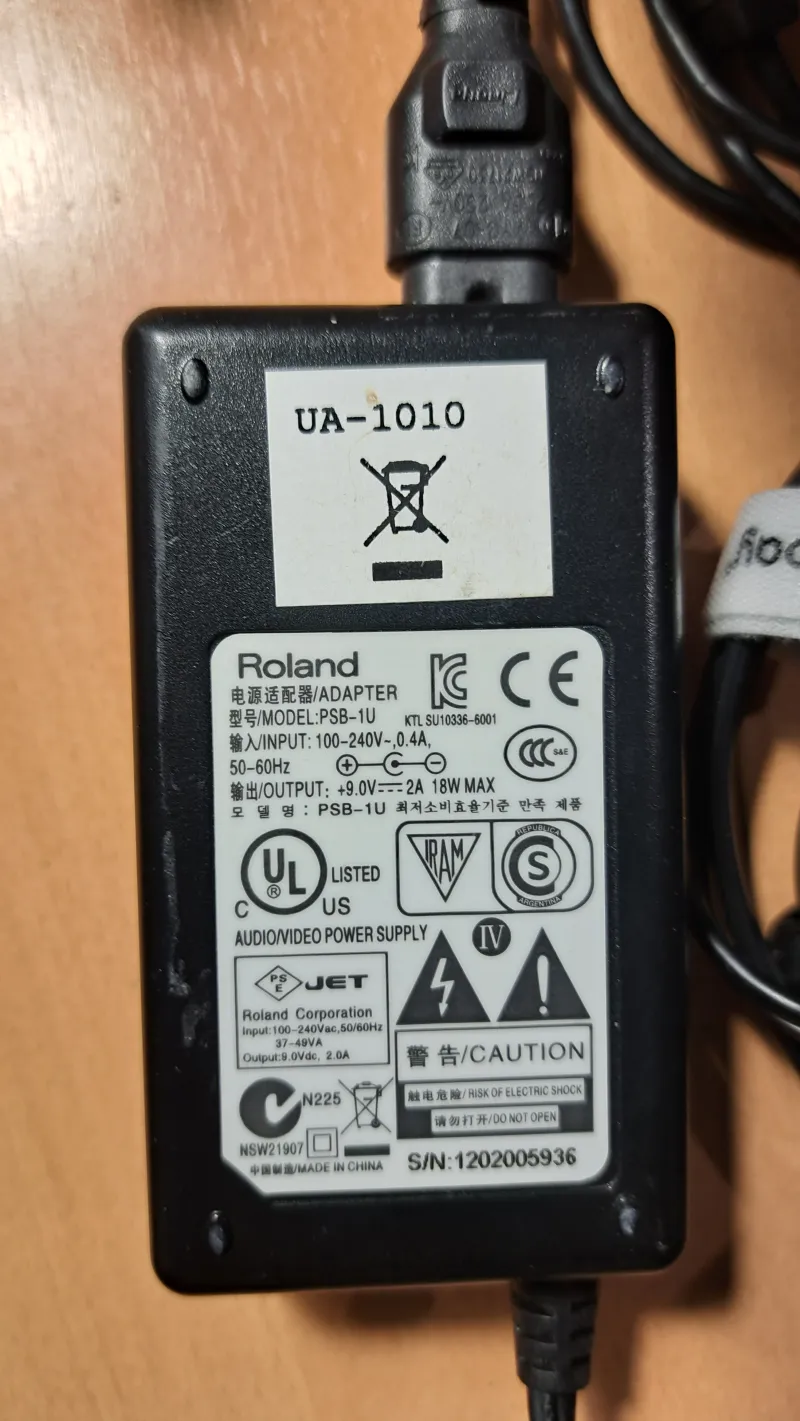 UA-1010
Roland
电源适配器/ADAPTER
型号/MODEL:PSB-1U
KTL SU10336-6001
输入/INPUT: 100-240V~,0.4A,
50-60Hz
S&E
输出/OUTPUT: +9.0V⎓2A 18W MAX
모 델 명 : PSB-1U 최저소비효율기준 만족 제품
UL
®
LISTED
C US
IRAM
REPUBLICA
S
ARGENTINA
AUDIO/VIDEO POWER SUPPLY
IV
PS
E
JET
Roland Corporation
Input:100-240Vac,50/60Hz
37-49VA
Output:9.0Vdc, 2.0A
警 告/CAUTION
触电危险/ RISK OF ELECTRIC SHOCK
请勿打开/DO NOT OPEN
N225
NSW21907
中国制造/MADE IN CHINA
S/N:1202005936